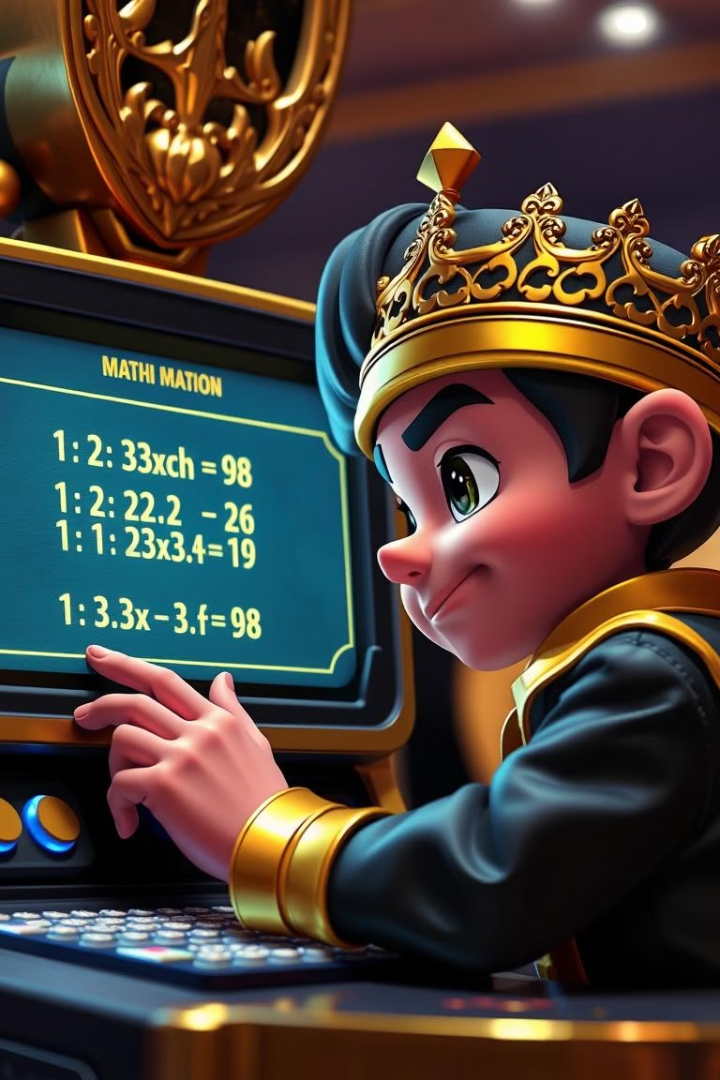 MATHI MATION
1: 2: 33xch = 98
1: 2: 22.2 - 26
1: 1: 23x3.4=19
1: 3.3x-3.f=98